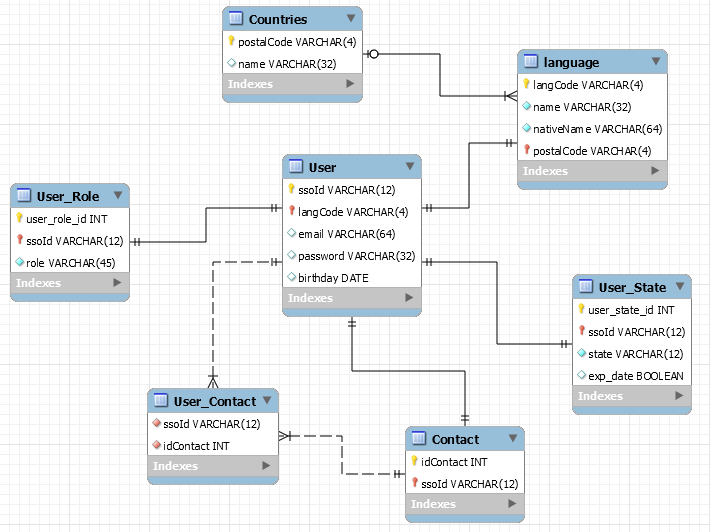 Countries
postalCode VARCHAR(4)
name VARCHAR(32)
Indexes
language
langCode VARCHAR(4)
name VARCHAR(32)
nativeName VARCHAR(64)
postalCode VARCHAR(4)
Indexes
User
ssoId VARCHAR(12)
langCode VARCHAR(4)
email VARCHAR(64)
password VARCHAR(32)
birthday DATE
Indexes
User_Role
user_role_id INT
ssoId VARCHAR(12)
role VARCHAR(45)
Indexes
User_State
user_state_id INT
ssoId VARCHAR(12)
state VARCHAR(12)
exp_date BOOLEAN
Indexes
User_Contact
ssoId VARCHAR(12)
idContact INT
Indexes
Contact
idContact INT
ssoId VARCHAR(12)
Indexes